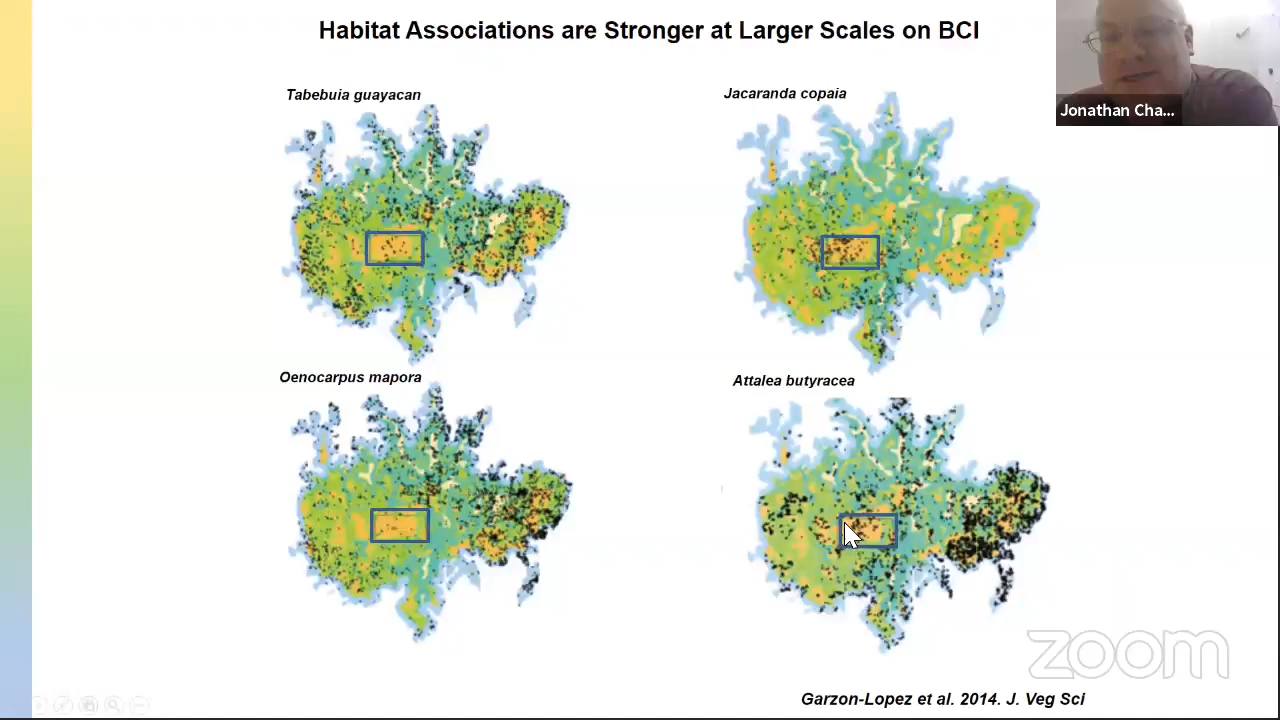 Habitat Associations are Stronger at Larger Scales on BCI
Jonathan Cha...
Tabebuia guayacan
Jacaranda copaia
Oenocarpus mapora
Attalea butyracea
zoom
Garzon-Lopez et al. 2014. J. Veg Sci